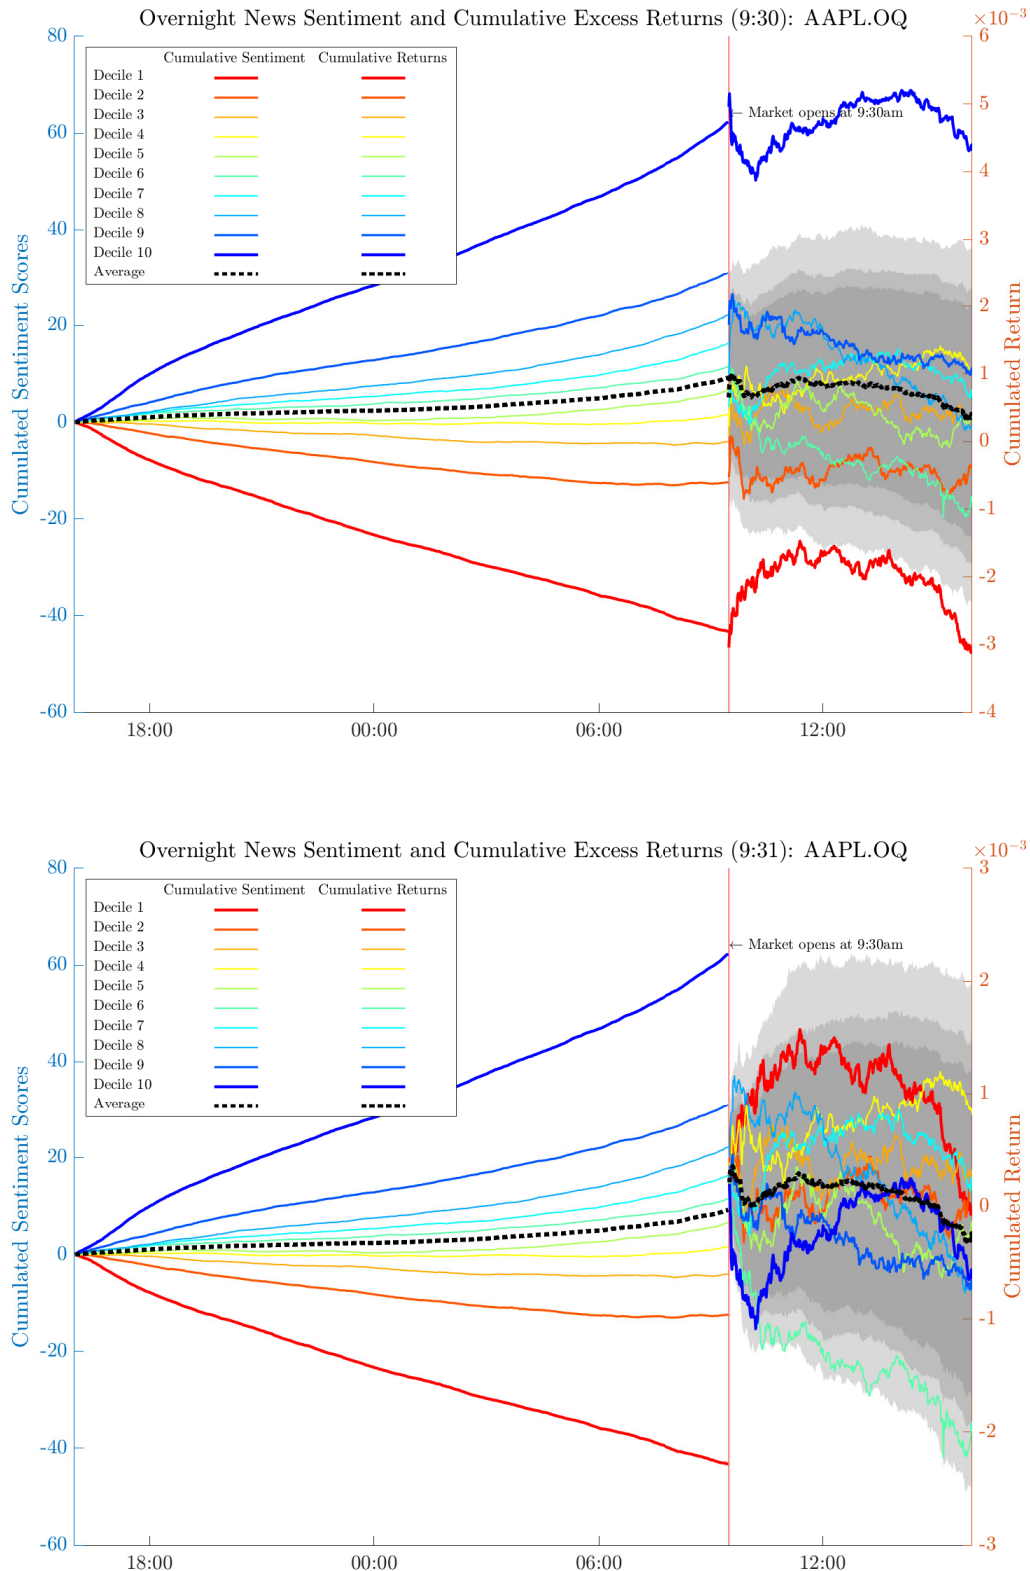 Overnight News Sentiment and Cumulative Excess Returns (9:30): AAPL.OQ
×10⁻³
Cumulative Sentiment Cumulative Returns
Decile 1
Decile 2
Decile 3
Decile 4
Decile 5
Decile 6
Decile 7
Decile 8
Decile 9
Decile 10
Average
← Market opens at 9:30am
Cumulated Sentiment Scores
80
60
40
20
0
-20
-40
-60
18:00 00:00 06:00 12:00
6
5
4
3
2
1
0
-1
-2
-3
-4
Cumulated Return
Overnight News Sentiment and Cumulative Excess Returns (9:31): AAPL.OQ
×10⁻³
Cumulative Sentiment Cumulative Returns
Decile 1
Decile 2
Decile 3
Decile 4
Decile 5
Decile 6
Decile 7
Decile 8
Decile 9
Decile 10
Average
← Market opens at 9:30am
Cumulated Sentiment Scores
80
60
40
20
0
-20
-40
-60
18:00 00:00 06:00 12:00
3
2
1
0
-1
-2
-3
Cumulated Return